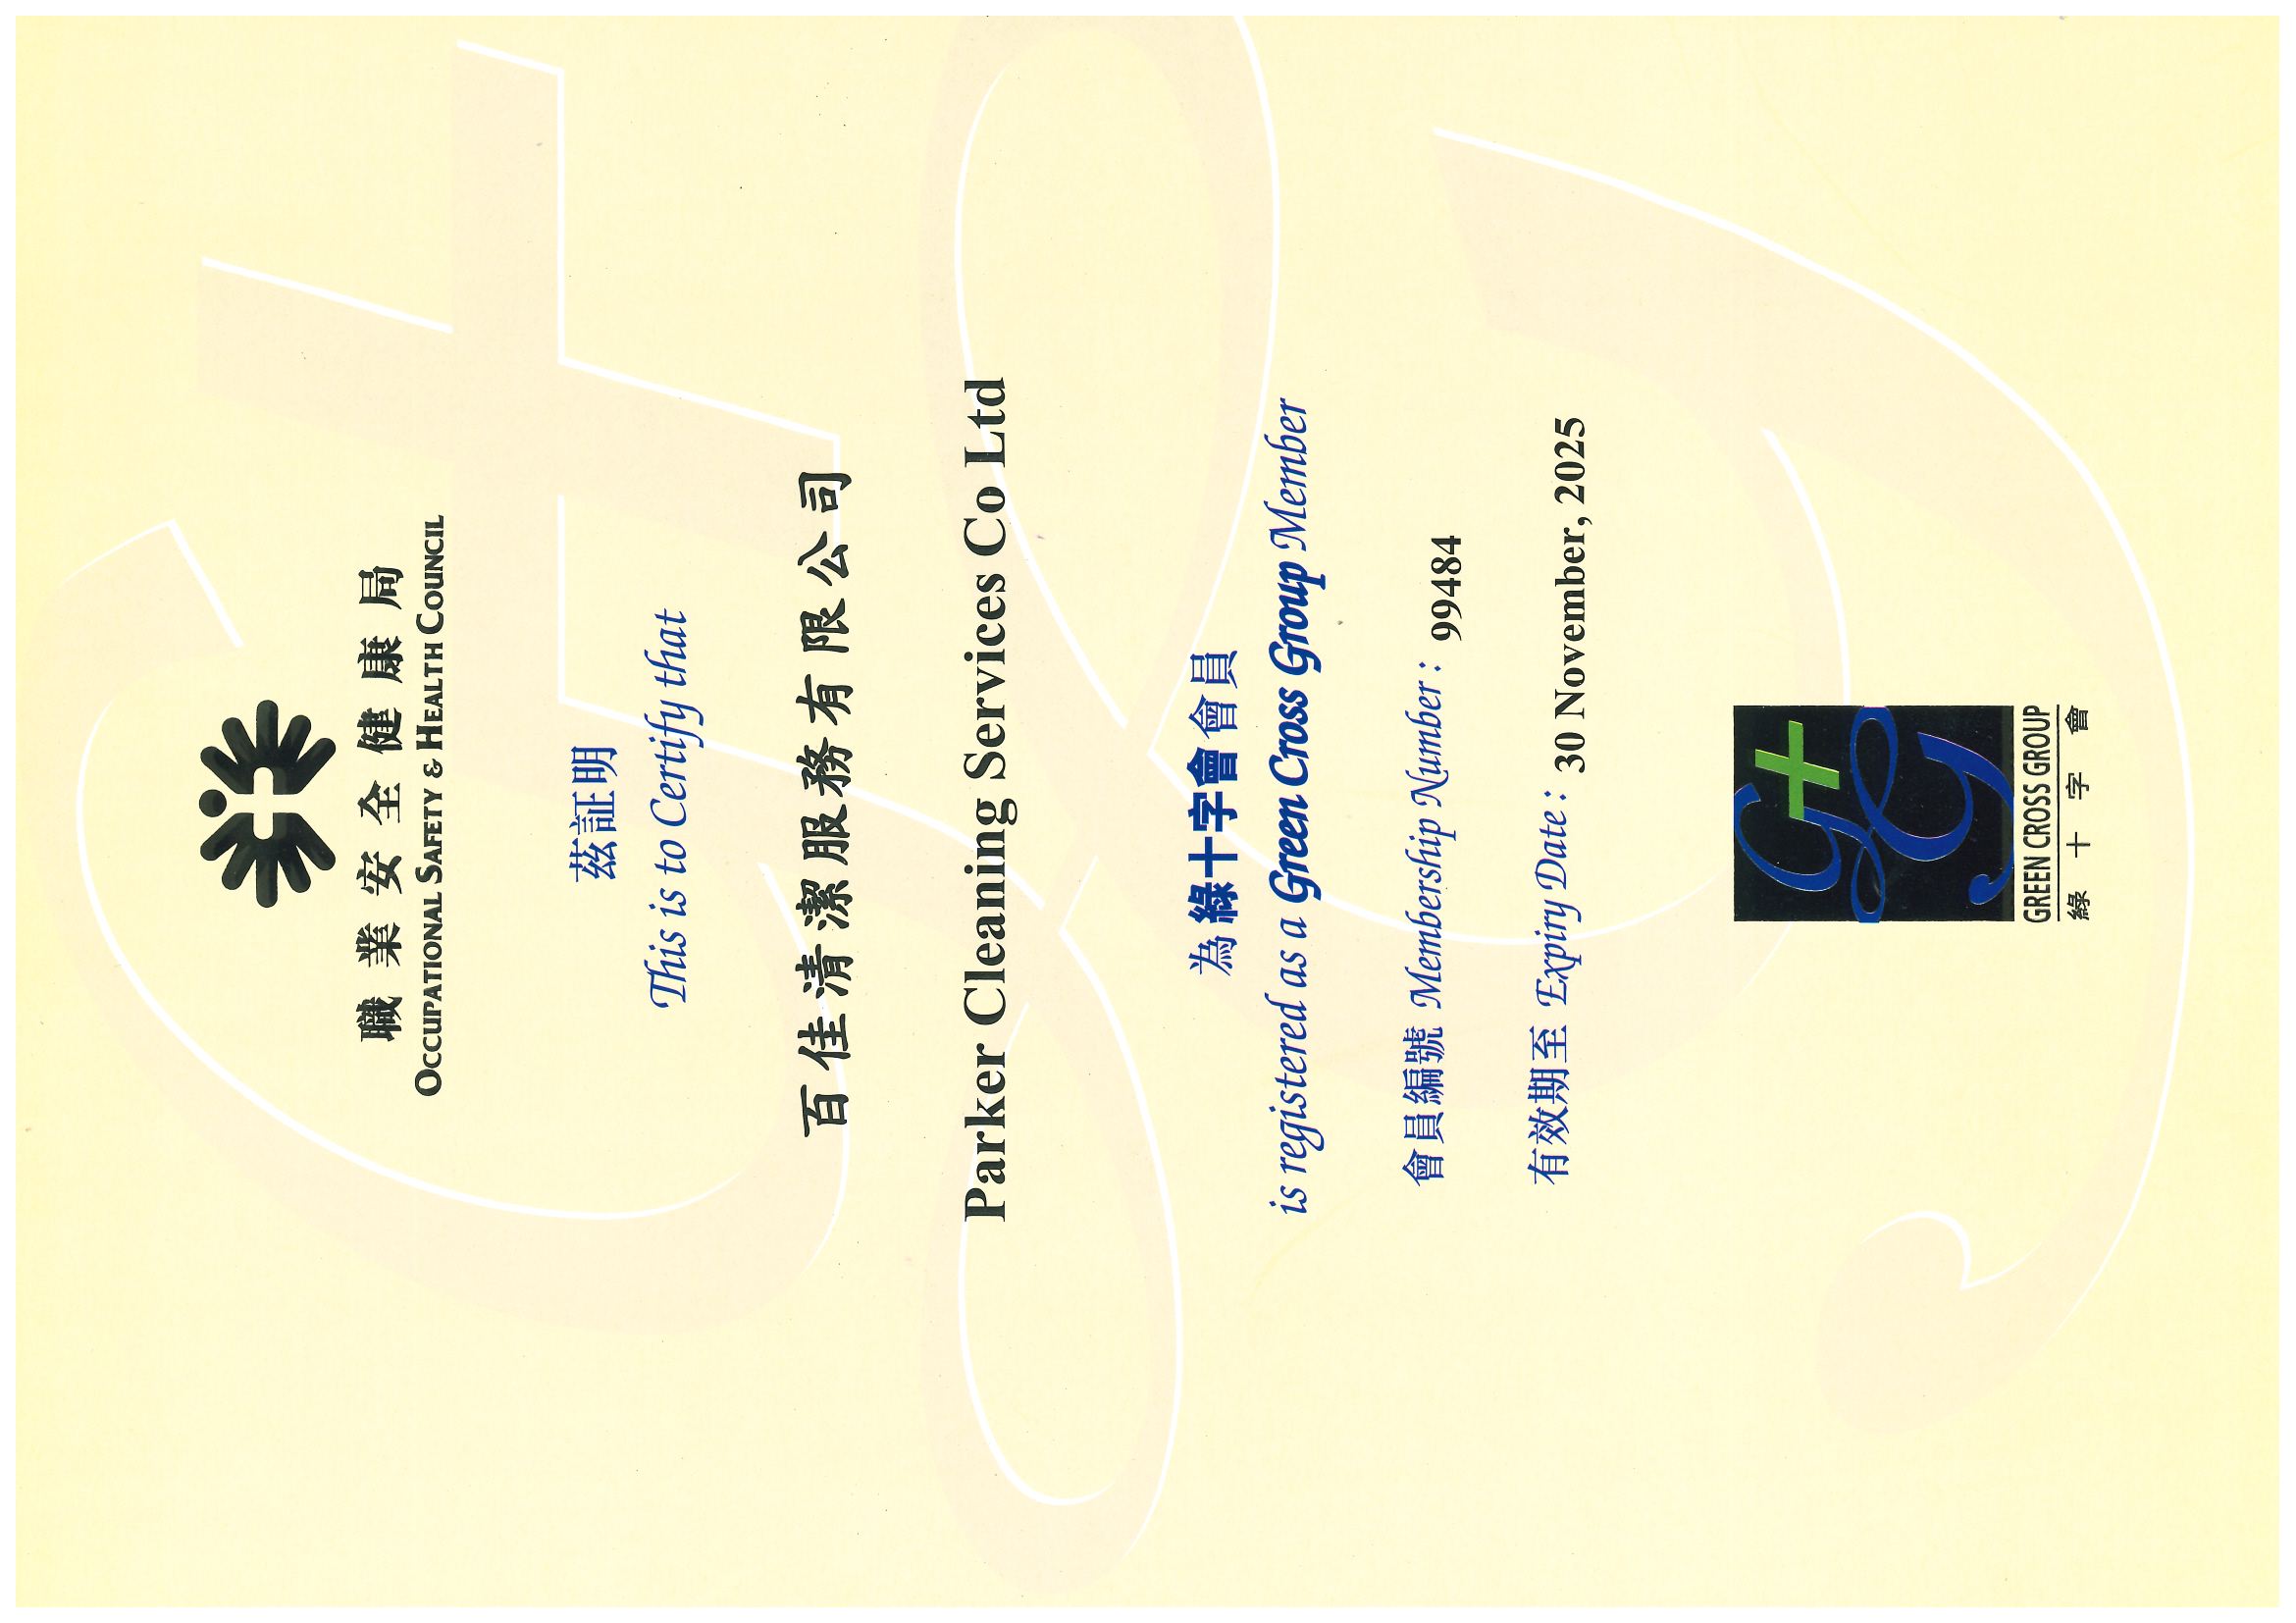 職業安全健康局
OCCUPATIONAL SAFETY & HEALTH COUNCIL
茲証明
This is to Certify that
百佳清潔服務有限公司
Parker Cleaning Services Co Ltd
為綠十字會會員
is registered as a Green Cross Group Member
會員編號 Membership Number : 99484
有效期至 Expiry Date : 30 November, 2025
G+G
GREEN CROSS GROUP
綠十字會